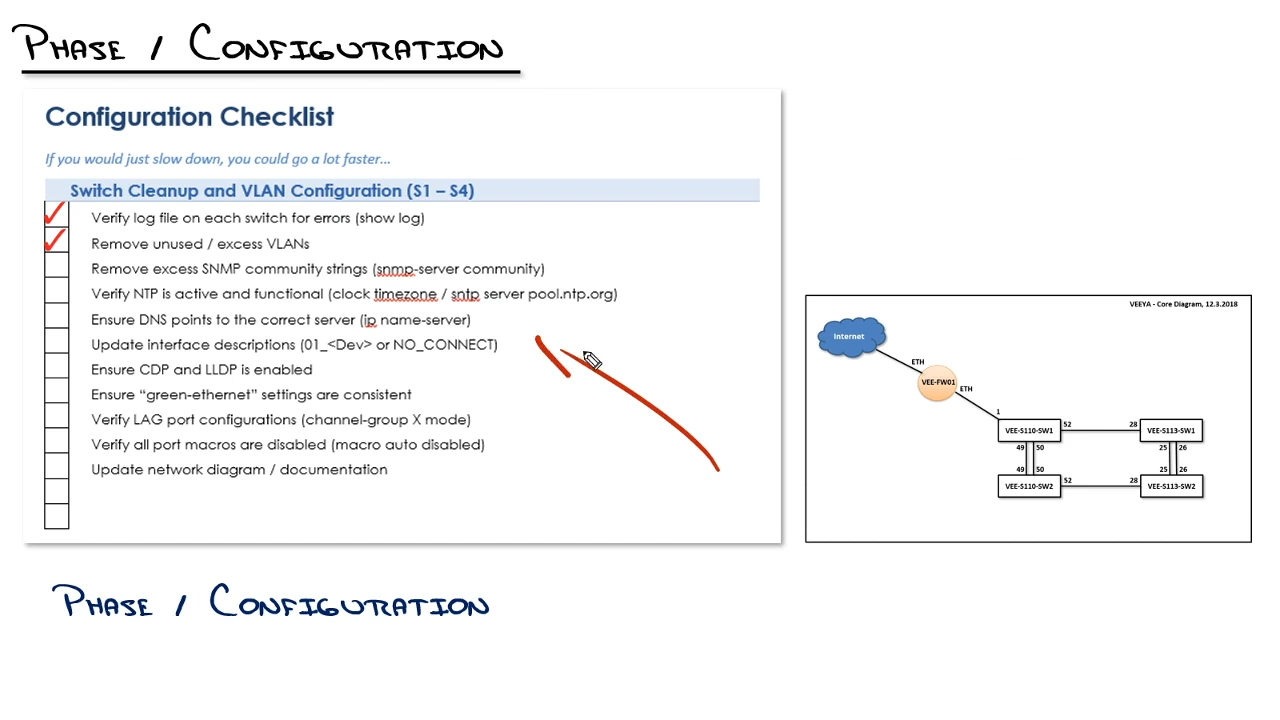 PHASE / CONFIGURATION
Configuration Checklist
If you would just slow down, you could go a lot faster...
Switch Cleanup and VLAN Configuration (S1 – S4)
Verify log file on each switch for errors (show log)
Remove unused / excess VLANs
Remove excess SNMP community strings (snmp-server community)
Verify NTP is active and functional (clock timezone / sntp server pool.ntp.org)
Ensure DNS points to the correct server (ip name-server)
Update interface descriptions (01_<Dev> or NO_CONNECT)
Ensure CDP and LLDP is enabled
Ensure “green-ethernet” settings are consistent
Verify LAG port configurations (channel-group X mode)
Verify all port macros are disabled (macro auto disabled)
Update network diagram / documentation
VEEYA - Core Diagram, 12.3.2018
Internet
ETH
VEE-FW01
ETH
1
VEE-S110-SW1
52
28
VEE-S113-SW1
49
50
25
26
49
50
25
26
VEE-S110-SW2
52
28
VEE-S113-SW2
PHASE / CONFIGURATION